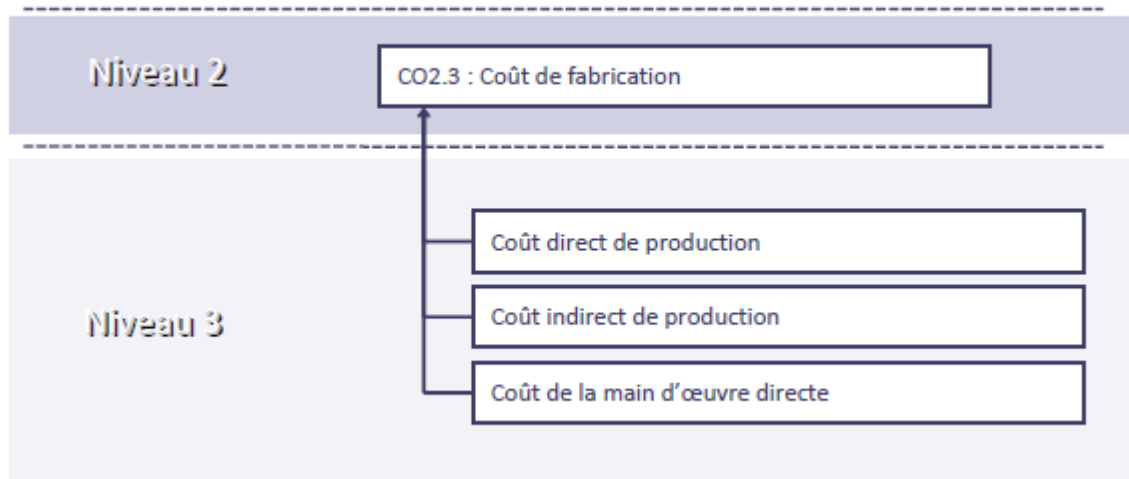 Niveau 2
CO2.3 : Coût de fabrication
Coût direct de production
Niveau 3
Coût indirect de production
Coût de la main d’œuvre directe